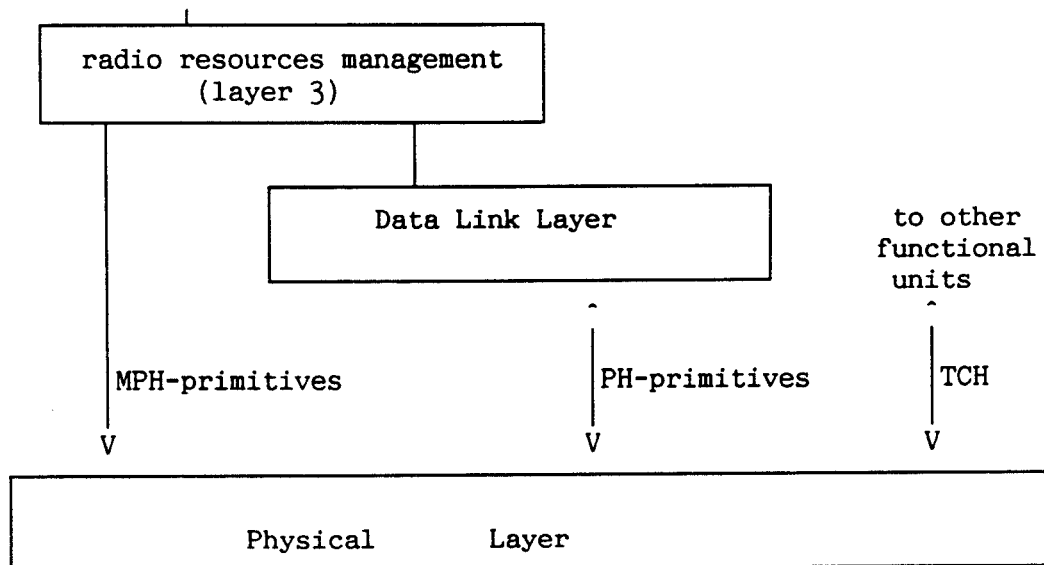 radio resources management
(layer 3)
Data Link Layer
to other
functional
units
MPH-primitives
PH-primitives
TCH
V
V
V
Physical Layer